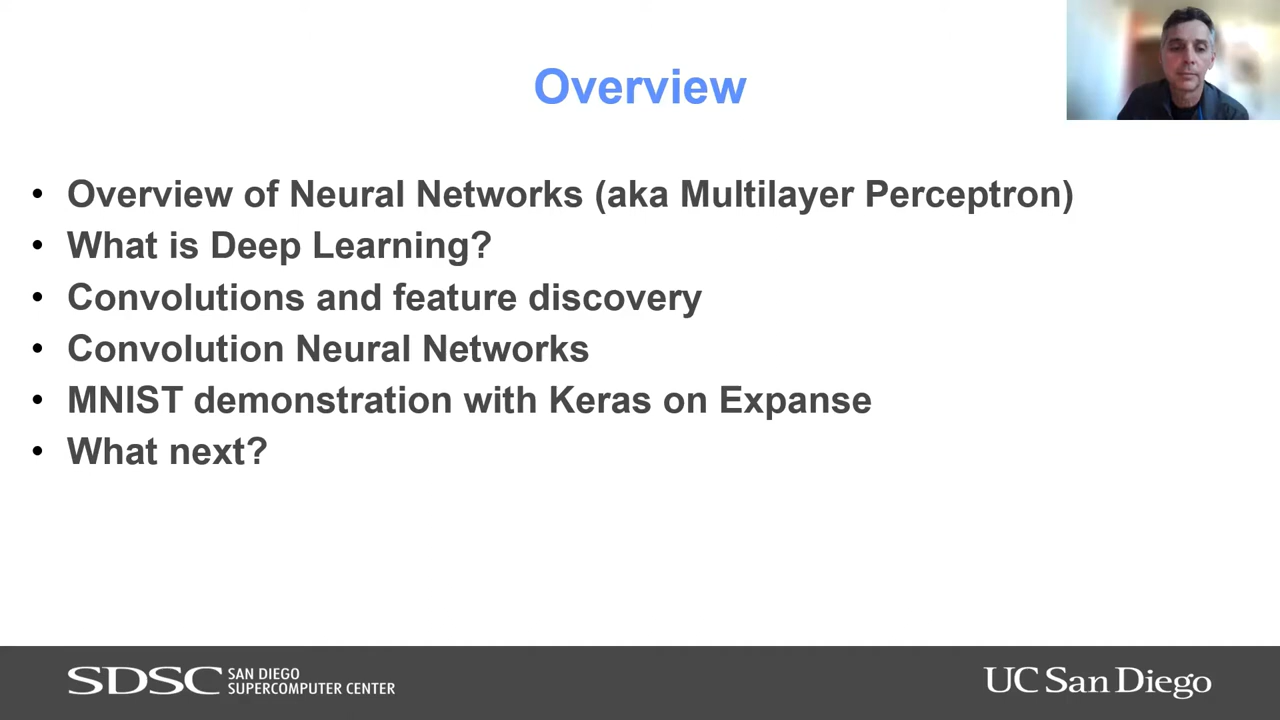 Overview
• Overview of Neural Networks (aka Multilayer Perceptron)
• What is Deep Learning?
• Convolutions and feature discovery
• Convolution Neural Networks
• MNIST demonstration with Keras on Expanse
• What next?
SDSC SAN DIEGO
SUPERCOMPUTER CENTER
UC San Diego